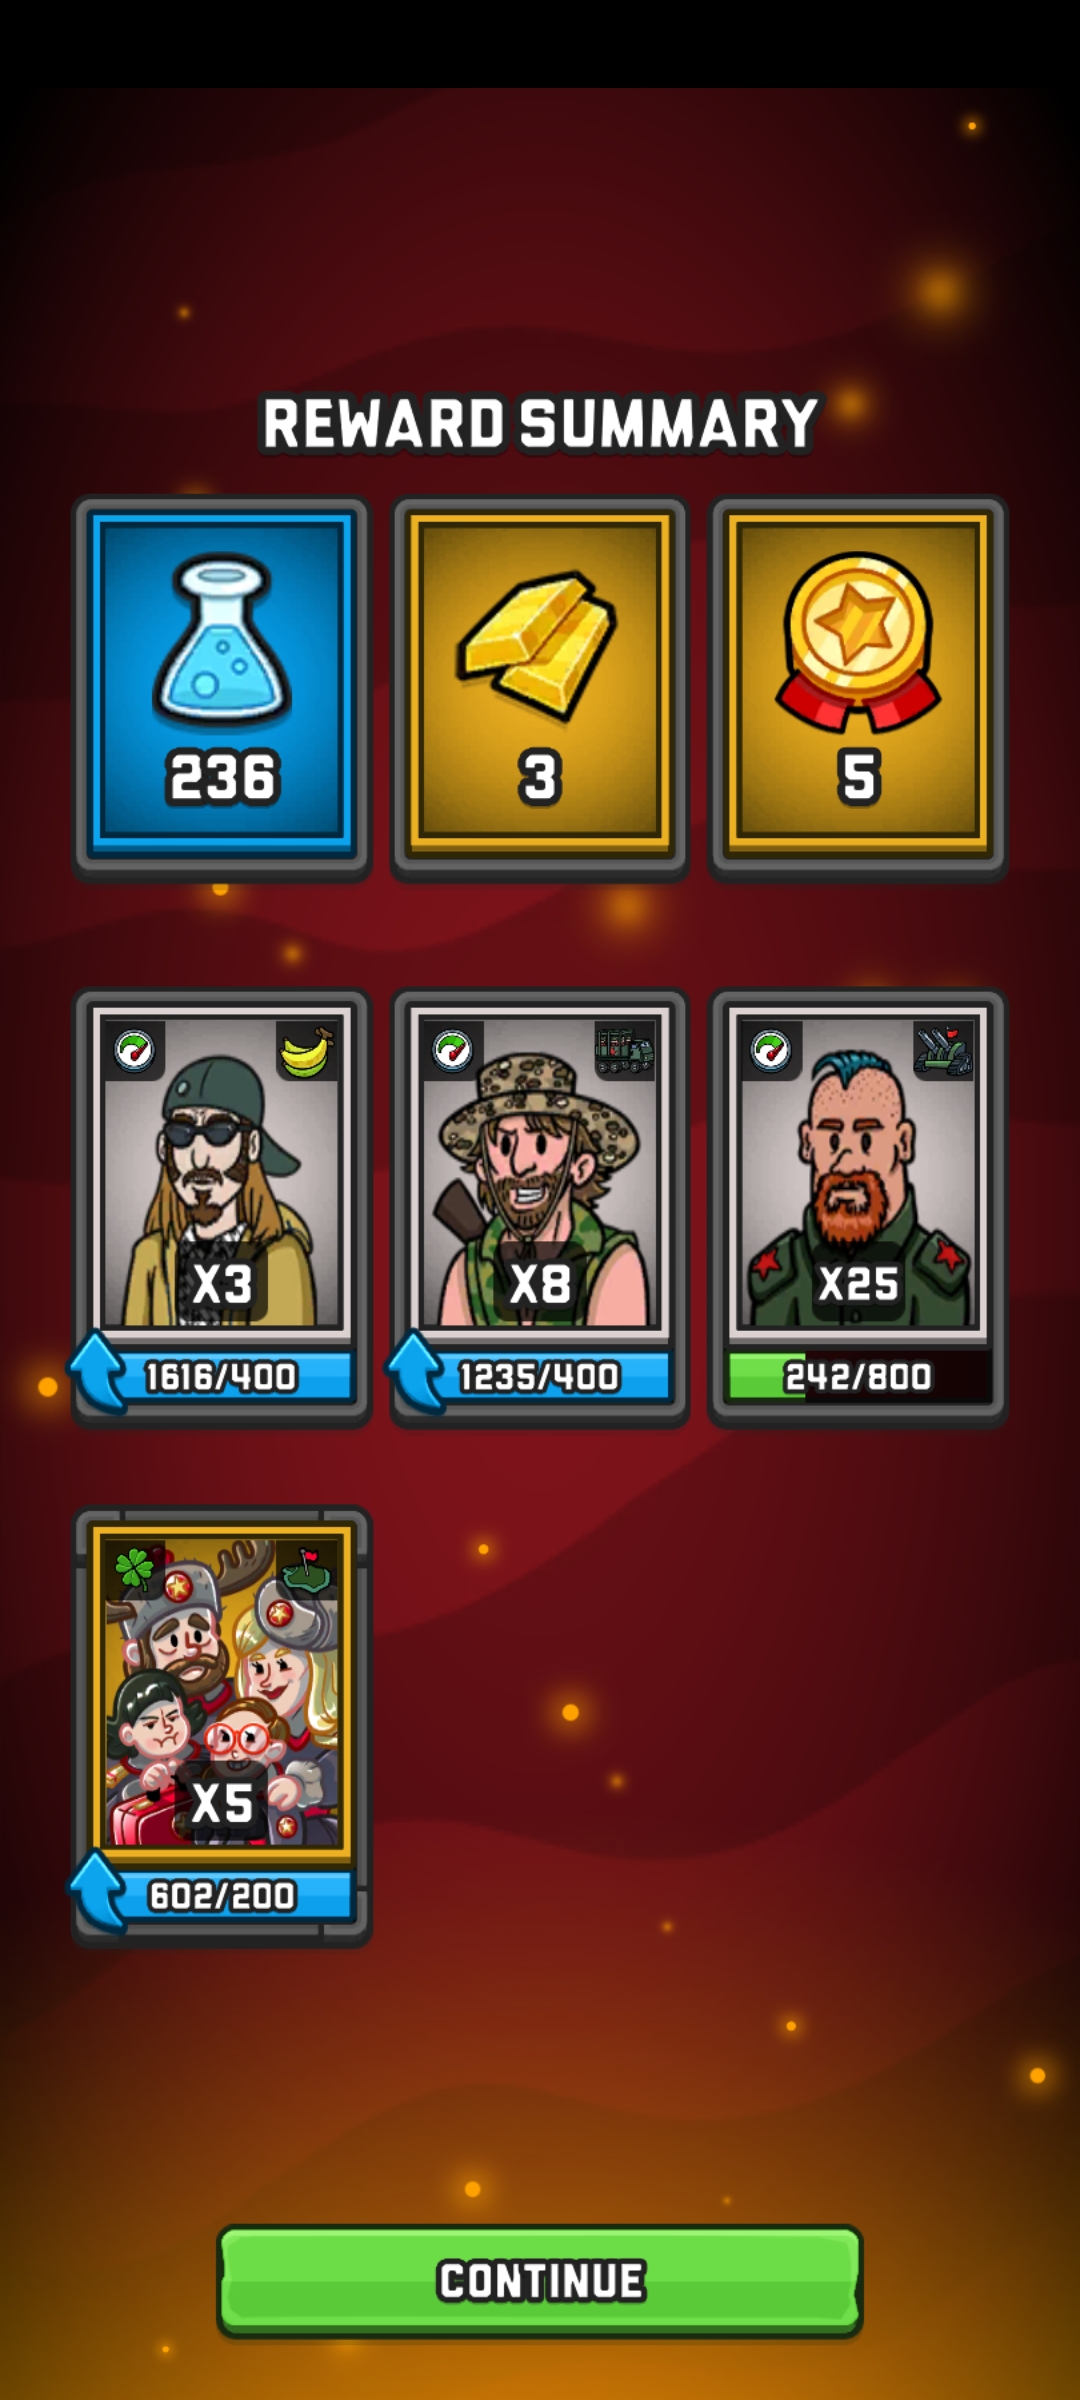 REWARD SUMMARY
236
3
5
X3
X8
X25
1616/400
1235/400
242/800
X5
602/200
CONTINUE